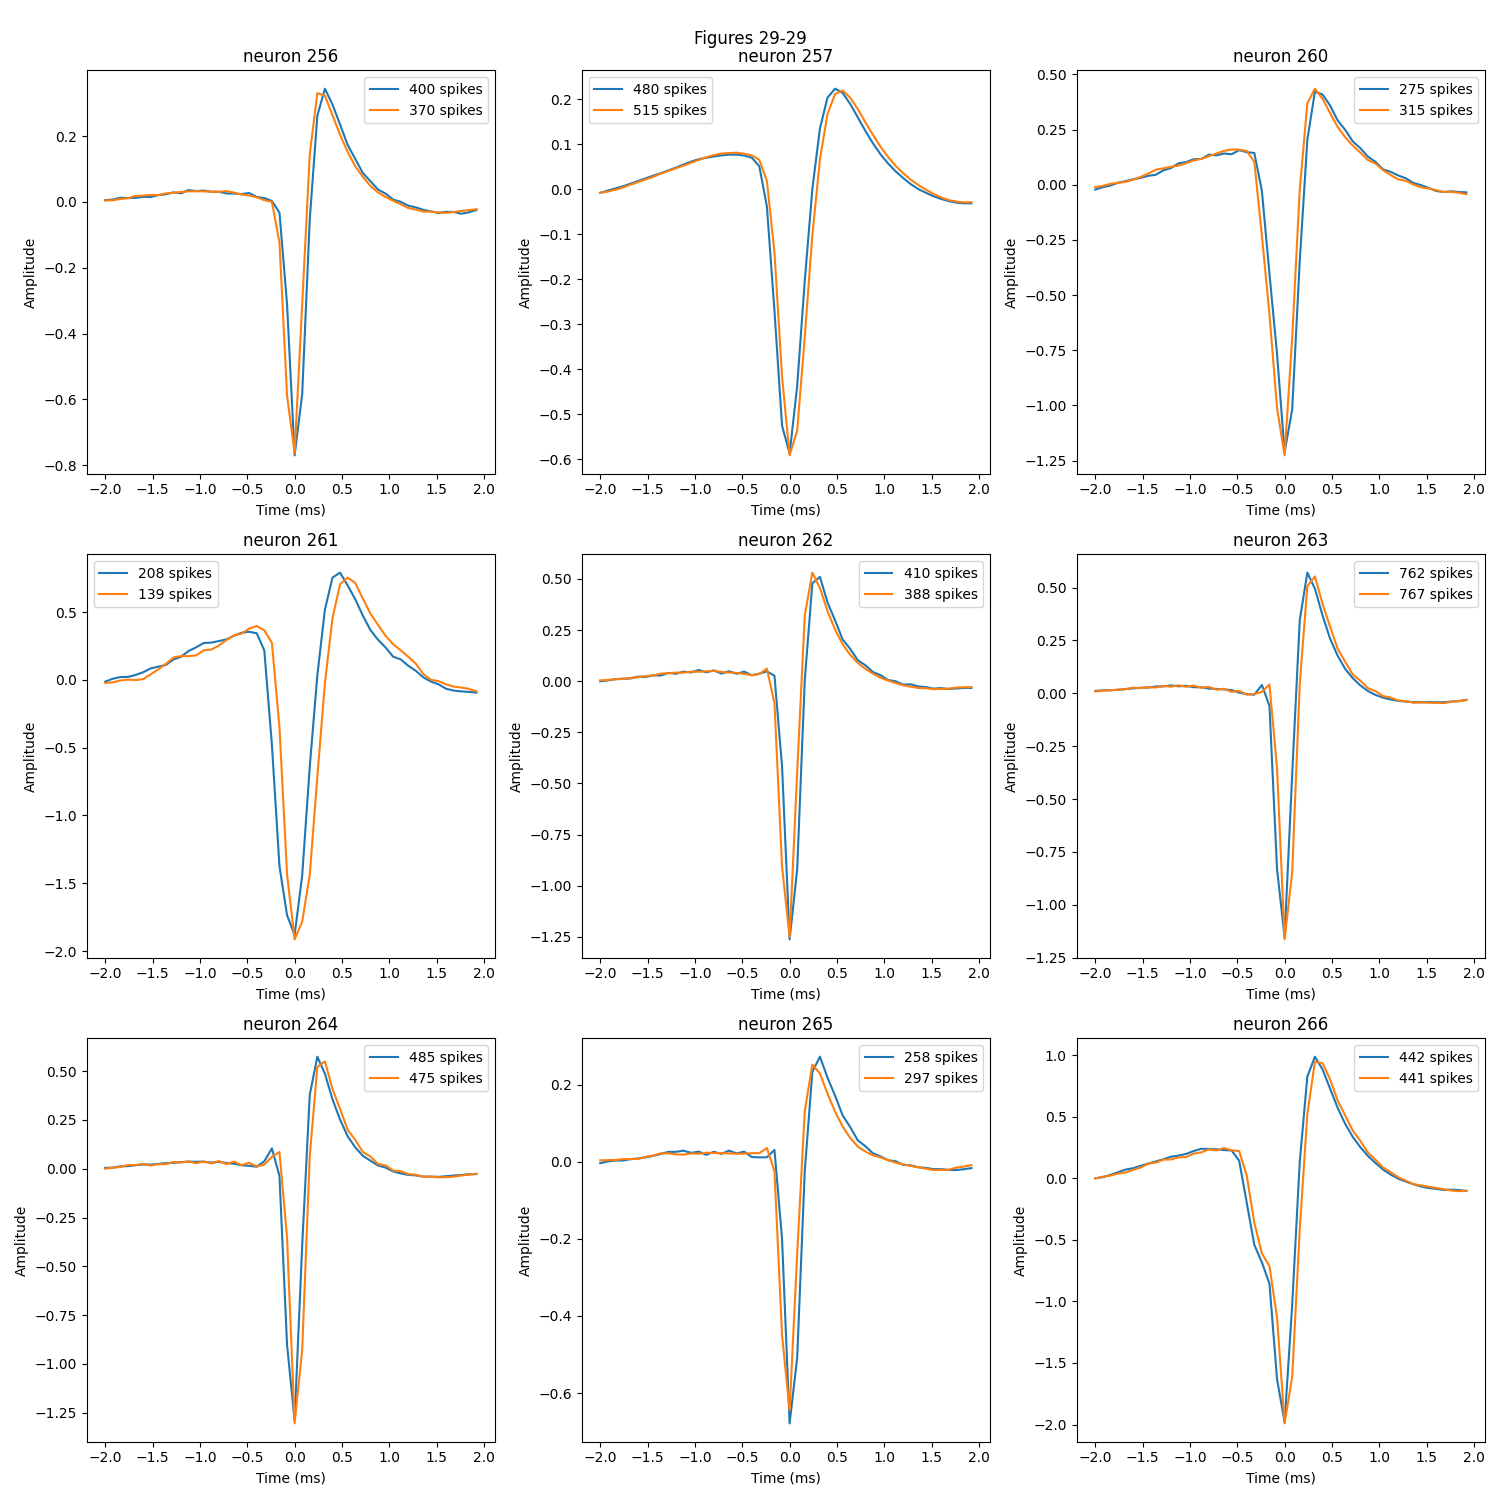 Figures 29-29
neuron 256
400 spikes
370 spikes
0.2
0.0
−0.2
−0.4
−0.6
−0.8
Amplitude
−2.0 −1.5 −1.0 −0.5 0.0 0.5 1.0 1.5 2.0
Time (ms)
neuron 257
480 spikes
515 spikes
0.2
0.1
0.0
−0.1
−0.2
−0.3
−0.4
−0.5
−0.6
Amplitude
−2.0 −1.5 −1.0 −0.5 0.0 0.5 1.0 1.5 2.0
Time (ms)
neuron 260
275 spikes
315 spikes
0.50
0.25
0.00
−0.25
−0.50
−0.75
−1.00
−1.25
Amplitude
−2.0 −1.5 −1.0 −0.5 0.0 0.5 1.0 1.5 2.0
Time (ms)
neuron 261
208 spikes
139 spikes
0.5
0.0
−0.5
−1.0
−1.5
−2.0
Amplitude
−2.0 −1.5 −1.0 −0.5 0.0 0.5 1.0 1.5 2.0
Time (ms)
neuron 262
410 spikes
388 spikes
0.50
0.25
0.00
−0.25
−0.50
−0.75
−1.00
−1.25
Amplitude
−2.0 −1.5 −1.0 −0.5 0.0 0.5 1.0 1.5 2.0
Time (ms)
neuron 263
762 spikes
767 spikes
0.50
0.25
0.00
−0.25
−0.50
−0.75
−1.00
−1.25
Amplitude
−2.0 −1.5 −1.0 −0.5 0.0 0.5 1.0 1.5 2.0
Time (ms)
neuron 264
485 spikes
475 spikes
0.50
0.25
0.00
−0.25
−0.50
−0.75
−1.00
−1.25
Amplitude
−2.0 −1.5 −1.0 −0.5 0.0 0.5 1.0 1.5 2.0
Time (ms)
neuron 265
258 spikes
297 spikes
0.2
0.0
−0.2
−0.4
−0.6
Amplitude
−2.0 −1.5 −1.0 −0.5 0.0 0.5 1.0 1.5 2.0
Time (ms)
neuron 266
442 spikes
441 spikes
1.0
0.5
0.0
−0.5
−1.0
−1.5
−2.0
Amplitude
−2.0 −1.5 −1.0 −0.5 0.0 0.5 1.0 1.5 2.0
Time (ms)